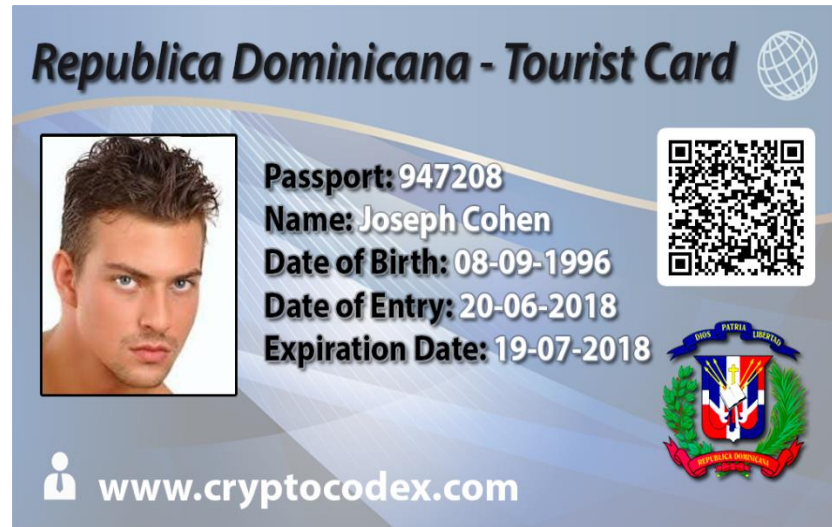 Republica Dominicana - Tourist Card
Passport: 947208
Name: Joseph Cohen
Date of Birth: 08-09-1996
Date of Entry: 20-06-2018
Expiration Date: 19-07-2018
DIOS PATRIA LIBERTAD
REPUBLICA DOMINICANA
www.cryptocodex.com